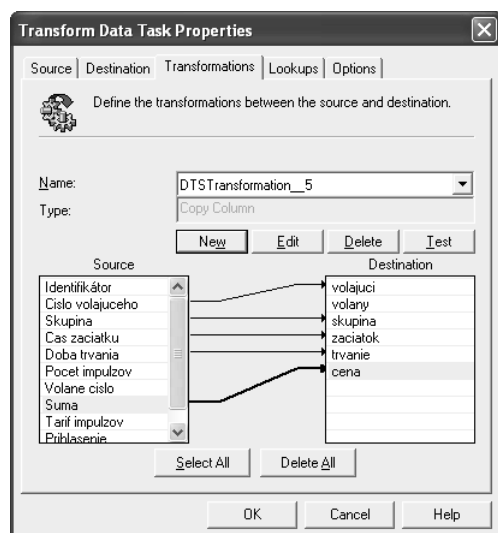 Transform Data Task Properties
Source Destination Transformations Lookups Options
Define the transformations between the source and destination.
Name: DTSTransformation__5
Type: Copy Column
New Edit Delete Test
Source Destination
Identifikátor
Cislo volajuceho
Skupina
Cas zaciatku
Doba trvania
Pocet impulzov
Volane cislo
Suma
Tarif impulzov
Prihlasenie
volajuci
volany
skupina
zaciatok
trvanie
cena
Select All Delete All
OK Cancel Help